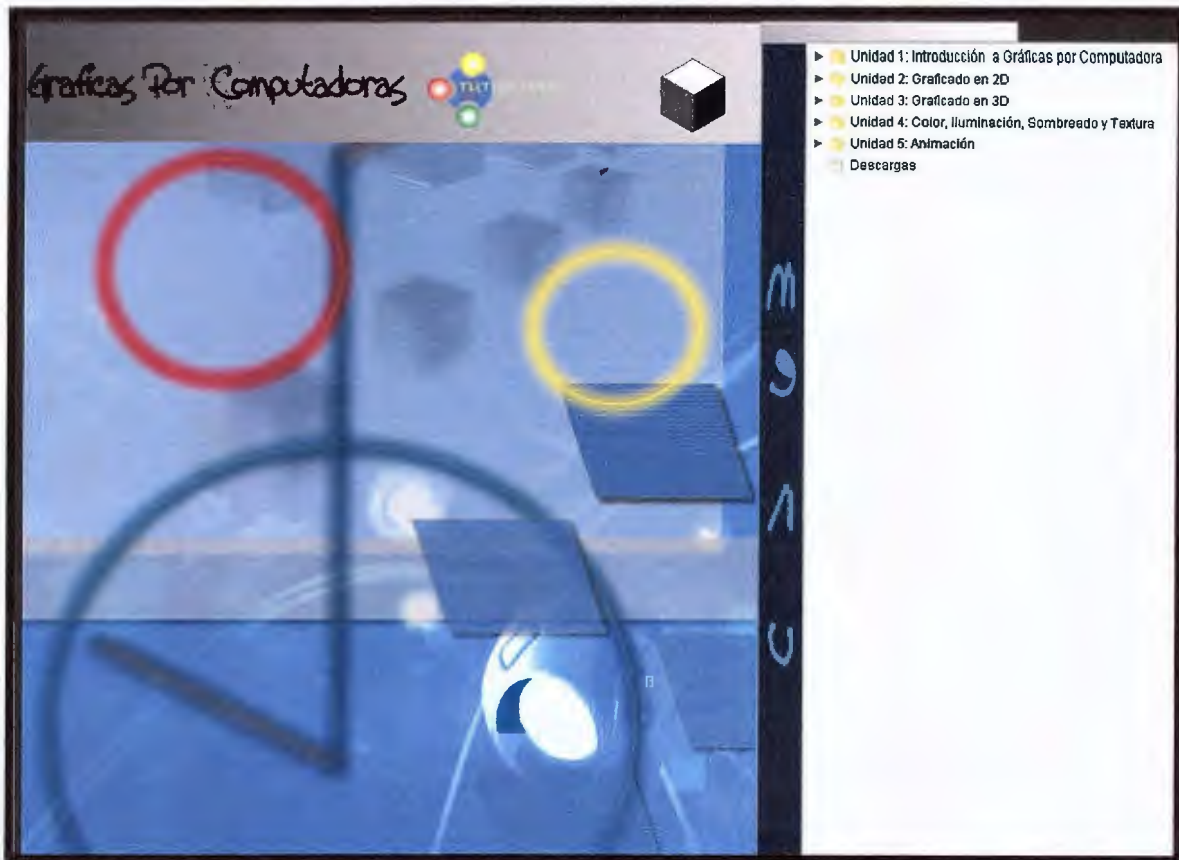 Graficas Por Computadoras
Unidad 1: Introducción a Gráficas por Computadora
Unidad 2: Graficado en 2D
Unidad 3: Graficado en 3D
Unidad 4: Color, Iluminación, Sombreado y Textura
Unidad 5: Animación
Descargas
m
e
n
u